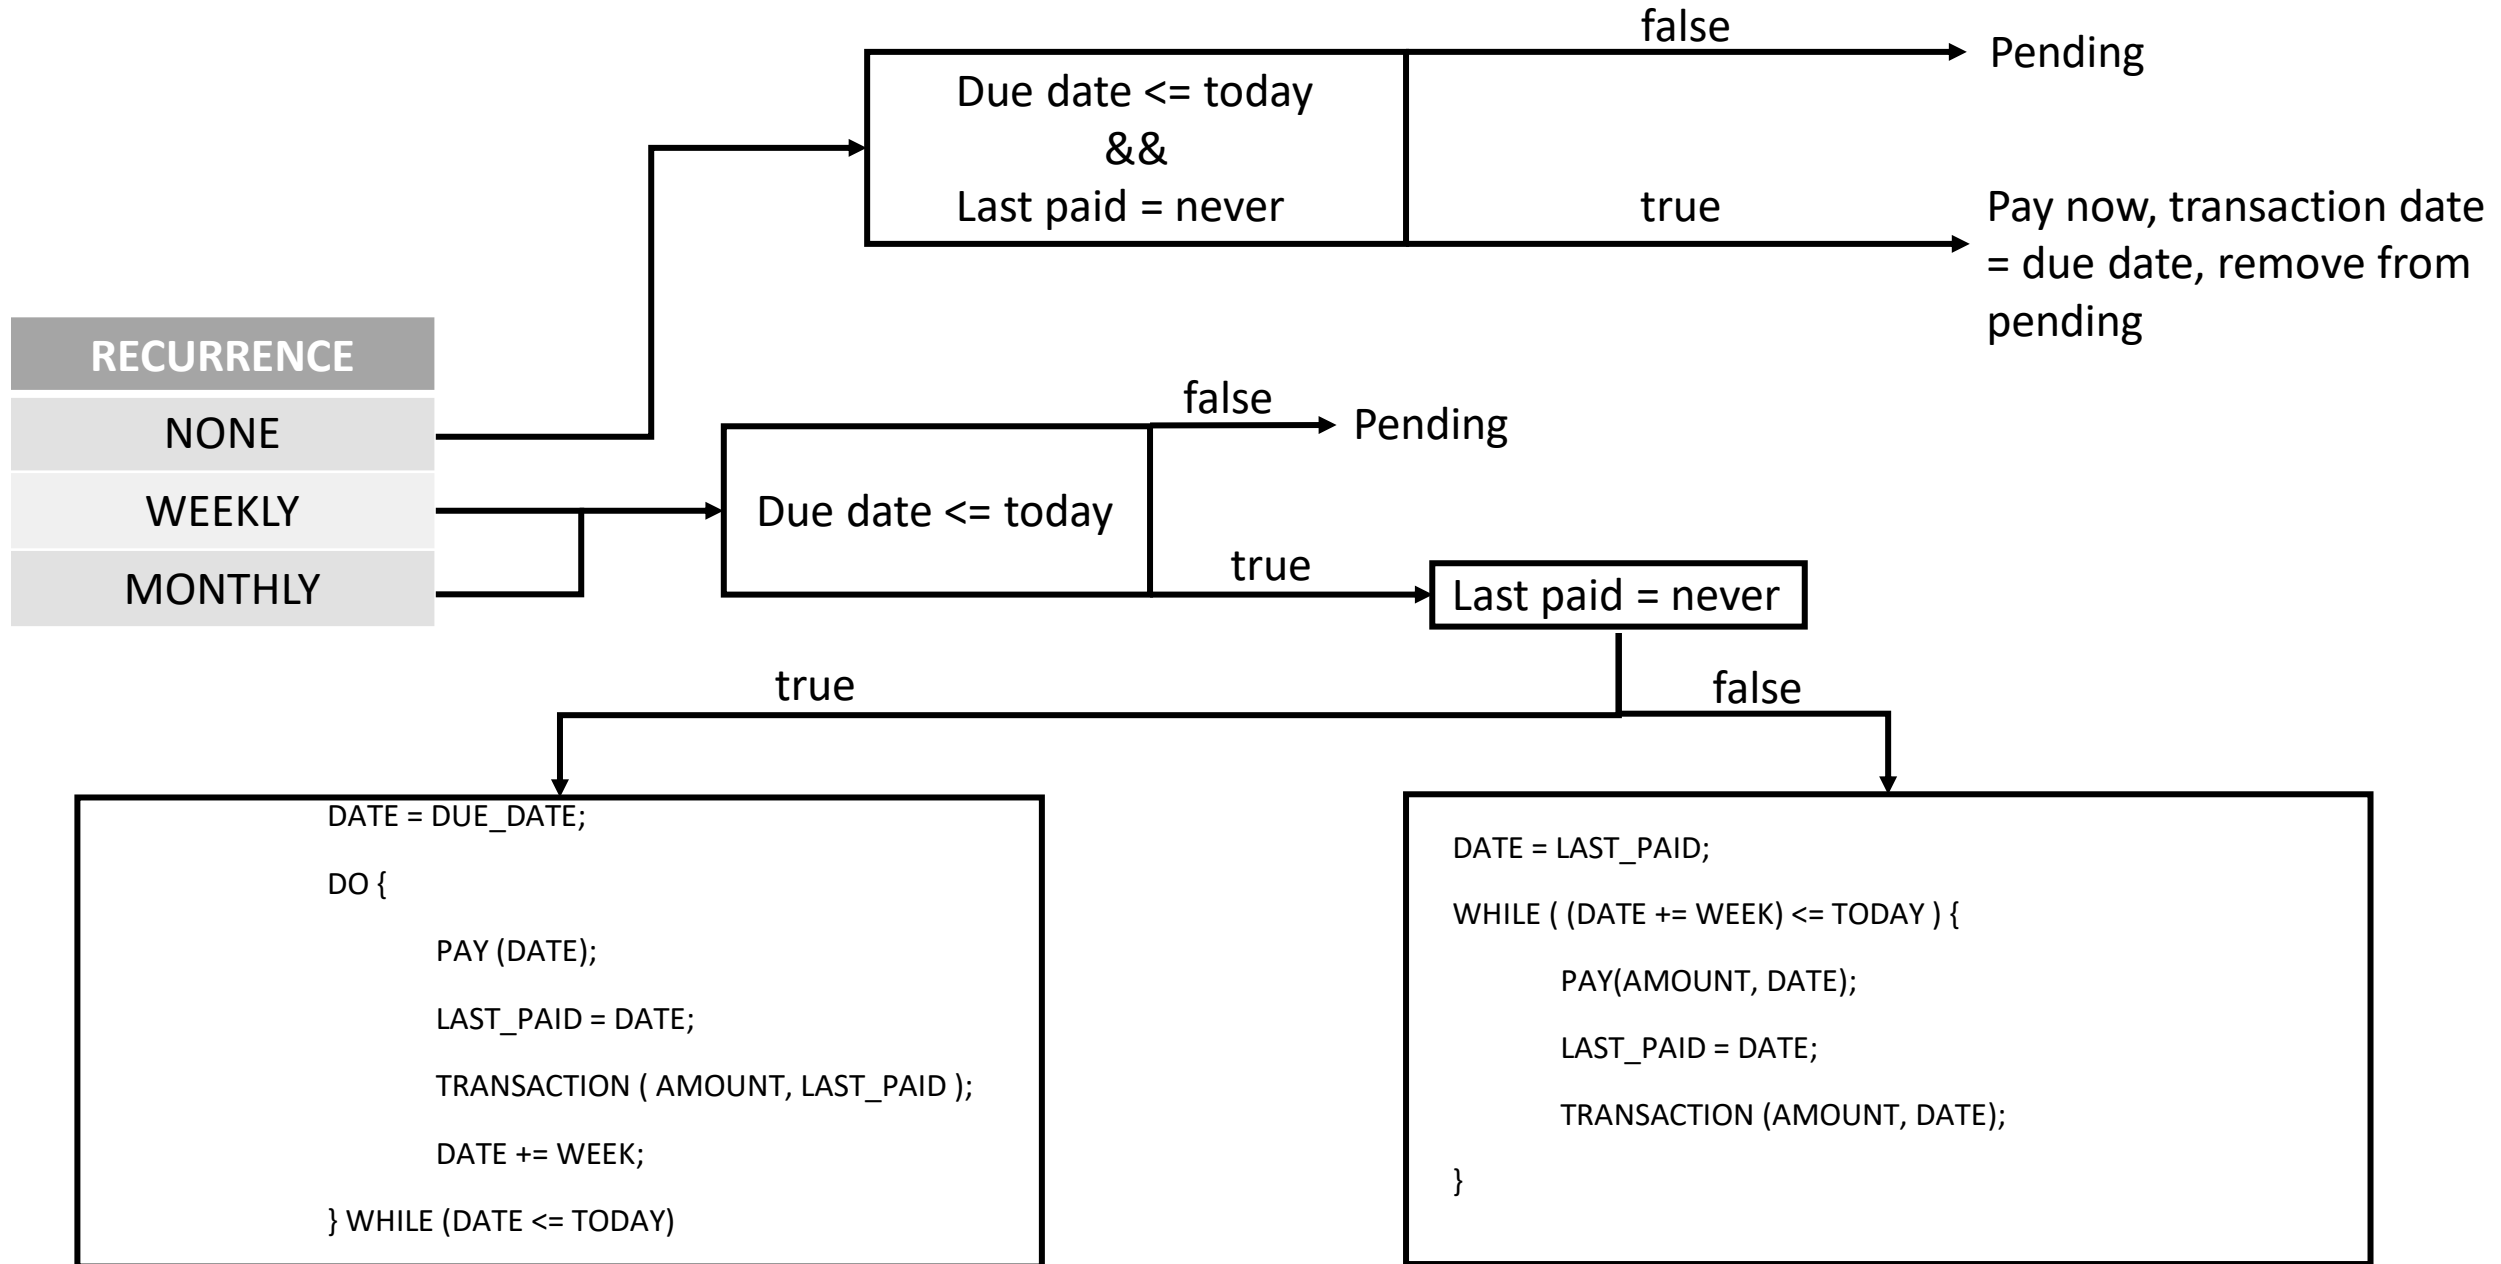 false
Pending
Due date <= today
&&
Last paid = never
true
Pay now, transaction date
= due date, remove from
pending
RECURRENCE
NONE
WEEKLY
MONTHLY
false
Pending
Due date <= today
true
Last paid = never
true
false
DATE = DUE_DATE;
DO {
PAY (DATE);
LAST_PAID = DATE;
TRANSACTION ( AMOUNT, LAST_PAID );
DATE += WEEK;
} WHILE (DATE <= TODAY)
DATE = LAST_PAID;
WHILE ( (DATE += WEEK) <= TODAY ) {
PAY(AMOUNT, DATE);
LAST_PAID = DATE;
TRANSACTION (AMOUNT, DATE);
}